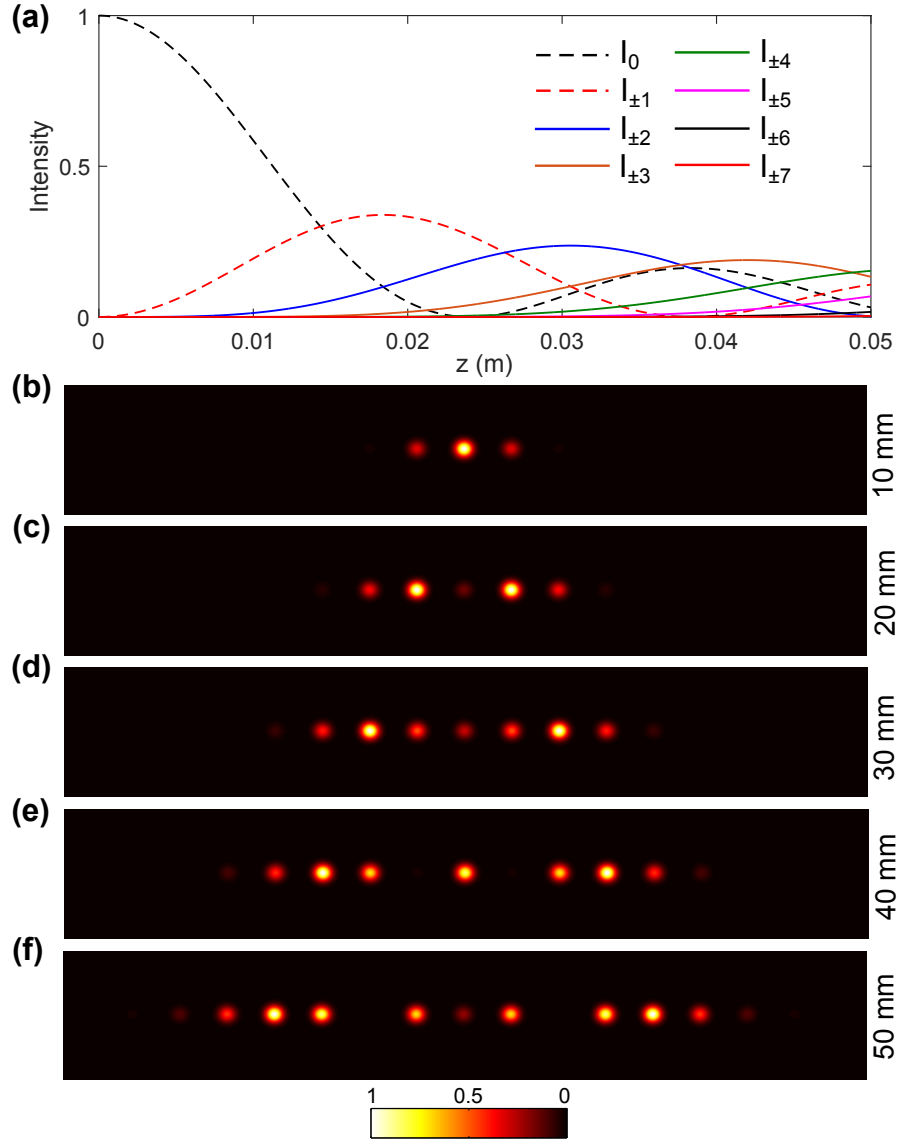 (a)
1
0.5
0
Intensity
I0
I±1
I±2
I±3
I±4
I±5
I±6
I±7
0 0.01 0.02 0.03 0.04 0.05
z (m)
(b)
10 mm
(c)
20 mm
(d)
30 mm
(e)
40 mm
(f)
50 mm
1 0.5 0